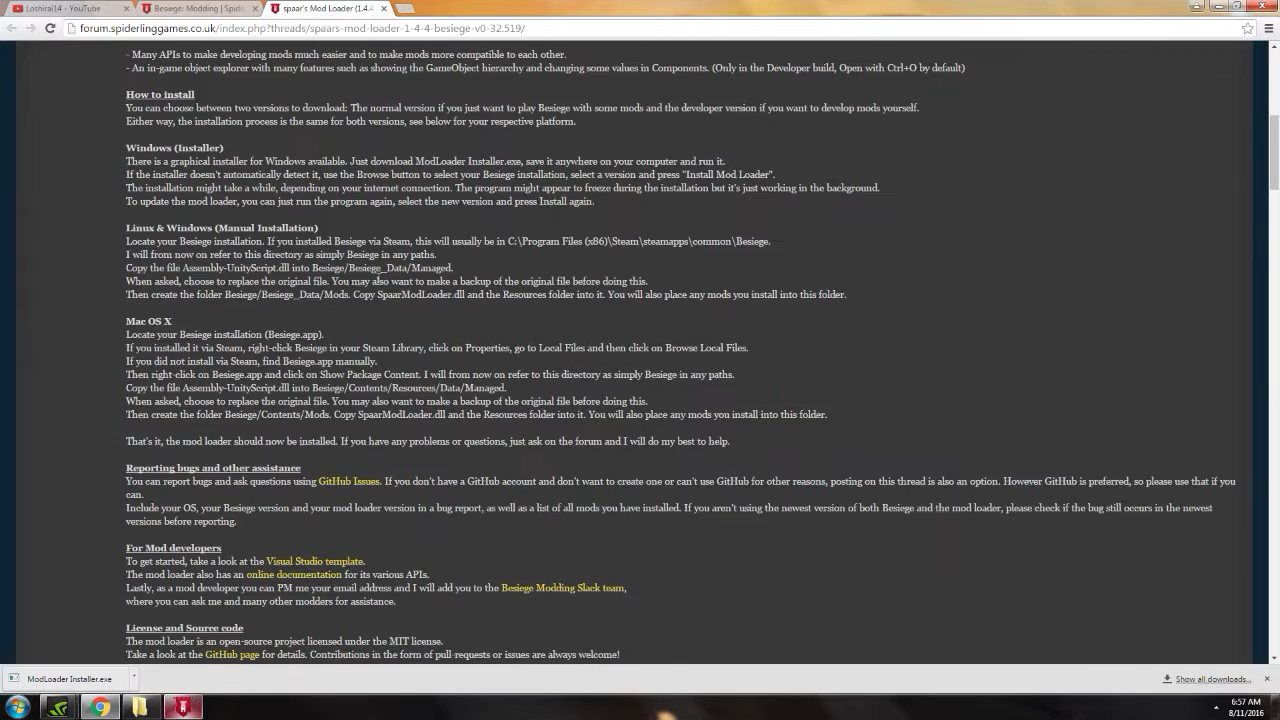 Loshirai14 - YouTube
Besiege: Modding | Spide
spaar's Mod Loader (1.4.4
forum.spiderlinggames.co.uk/index.php?threads/spaars-mod-loader-1-4-4-besiege-v0-32.519/
- Many APIs to make developing mods much easier and to make mods more compatible to each other.
- An in-game object explorer with many features such as showing the GameObject hierarchy and changing some values in Components. (Only in the Developer build, Open with Ctrl+O by default)
How to install
You can choose between two versions to download: The normal version if you just want to play Besiege with some mods and the developer version if you want to develop mods yourself.
Either way, the installation process is the same for both versions, see below for your respective platform.
Windows (Installer)
There is a graphical installer for Windows available. Just download ModLoader Installer.exe, save it anywhere on your computer and run it.
If the installer doesn't automatically detect it, use the Browse button to select your Besiege installation, select a version and press "Install Mod Loader".
The installation might take a while, depending on your internet connection. The program might appear to freeze during the installation but it's just working in the background.
To update the mod loader, you can just run the program again, select the new version and press Install again.
Linux & Windows (Manual Installation)
Locate your Besiege installation. If you installed Besiege via Steam, this will usually be in C:\Program Files (x86)\Steam\steamapps\common\Besiege.
I will from now on refer to this directory as simply Besiege in any paths.
Copy the file Assembly-UnityScript.dll into Besiege/Besiege_Data/Managed.
When asked, choose to replace the original file. You may also want to make a backup of the original file before doing this.
Then create the folder Besiege/Besiege_Data/Mods. Copy SpaarModLoader.dll and the Resources folder into it. You will also place any mods you install into this folder.
Mac OS X
Locate your Besiege installation (Besiege.app).
If you installed it via Steam, right-click Besiege in your Steam Library, click on Properties, go to Local Files and then click on Browse Local Files.
If you did not install via Steam, find Besiege.app manually.
Then right-click on Besiege.app and click on Show Package Content. I will from now on refer to this directory as simply Besiege in any paths.
Copy the file Assembly-UnityScript.dll into Besiege/Contents/Resources/Data/Managed.
When asked, choose to replace the original file. You may also want to make a backup of the original file before doing this.
Then create the folder Besiege/Contents/Mods. Copy SpaarModLoader.dll and the Resources folder into it. You will also place any mods you install into this folder.
That's it, the mod loader should now be installed. If you have any problems or questions, just ask on the forum and I will do my best to help.
Reporting bugs and other assistance
You can report bugs and ask questions using GitHub Issues. If you don't have a GitHub account and don't want to create one or can't use GitHub for other reasons, posting on this thread is also an option. However GitHub is preferred, so please use that if you
can.
Include your OS, your Besiege version and your mod loader version in a bug report, as well as a list of all mods you have installed. If you aren't using the newest version of both Besiege and the mod loader, please check if the bug still occurs in the newest
versions before reporting.
For Mod developers
To get started, take a look at the Visual Studio template.
The mod loader also has an online documentation for its various APIs.
Lastly, as a mod developer you can PM me your email address and I will add you to the Besiege Modding Slack team,
where you can ask me and many other modders for assistance.
License and Source code
The mod loader is an open-source project licensed under the MIT license.
Take a look at the GitHub page for details. Contributions in the form of pull-requests or issues are always welcome!
ModLoader Installer.exe
Show all downloads...
6:57 AM
8/11/2016